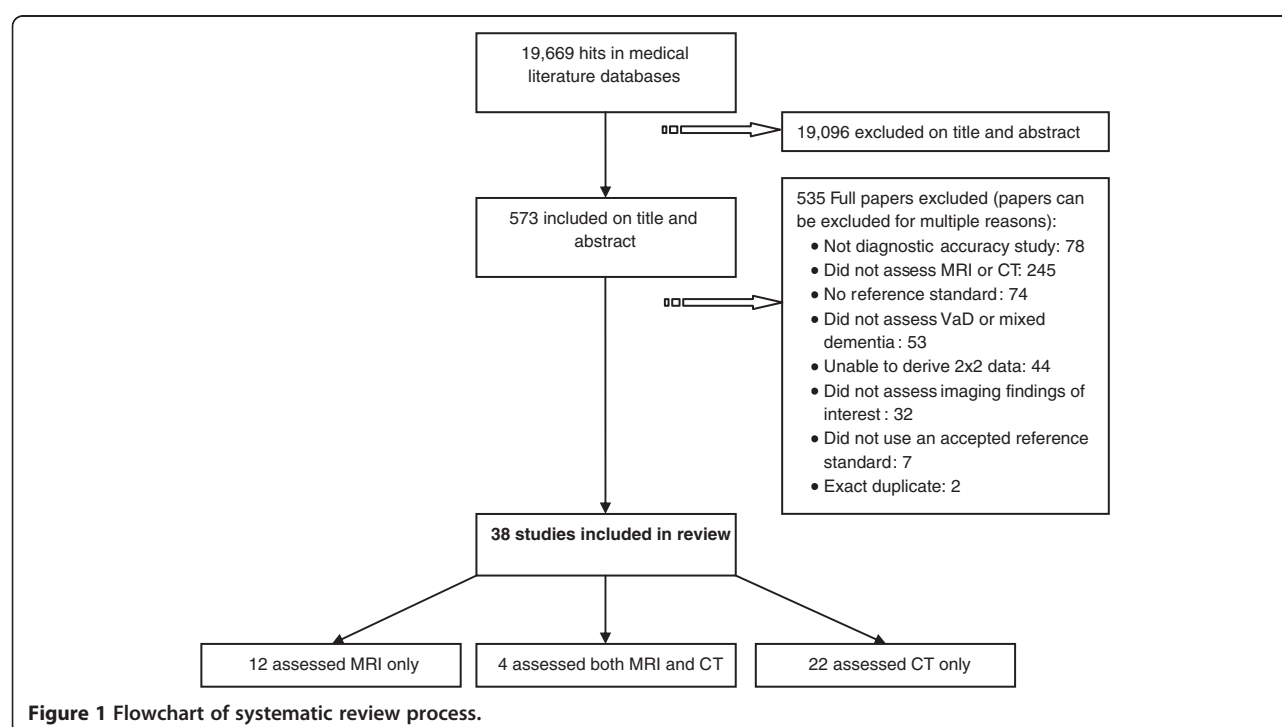 19,669 hits in medical
literature databases
19,096 excluded on title and abstract
573 included on title and
abstract
535 Full papers excluded (papers can
be excluded for multiple reasons):
• Not diagnostic accuracy study: 78
• Did not assess MRI or CT: 245
• No reference standard: 74
• Did not assess VaD or mixed
dementia: 53
• Unable to derive 2x2 data: 44
• Did not assess imaging findings of
interest: 32
• Did not use an accepted reference
standard: 7
• Exact duplicate: 2
38 studies included in review
12 assessed MRI only
4 assessed both MRI and CT
22 assessed CT only
Figure 1 Flowchart of systematic review process.